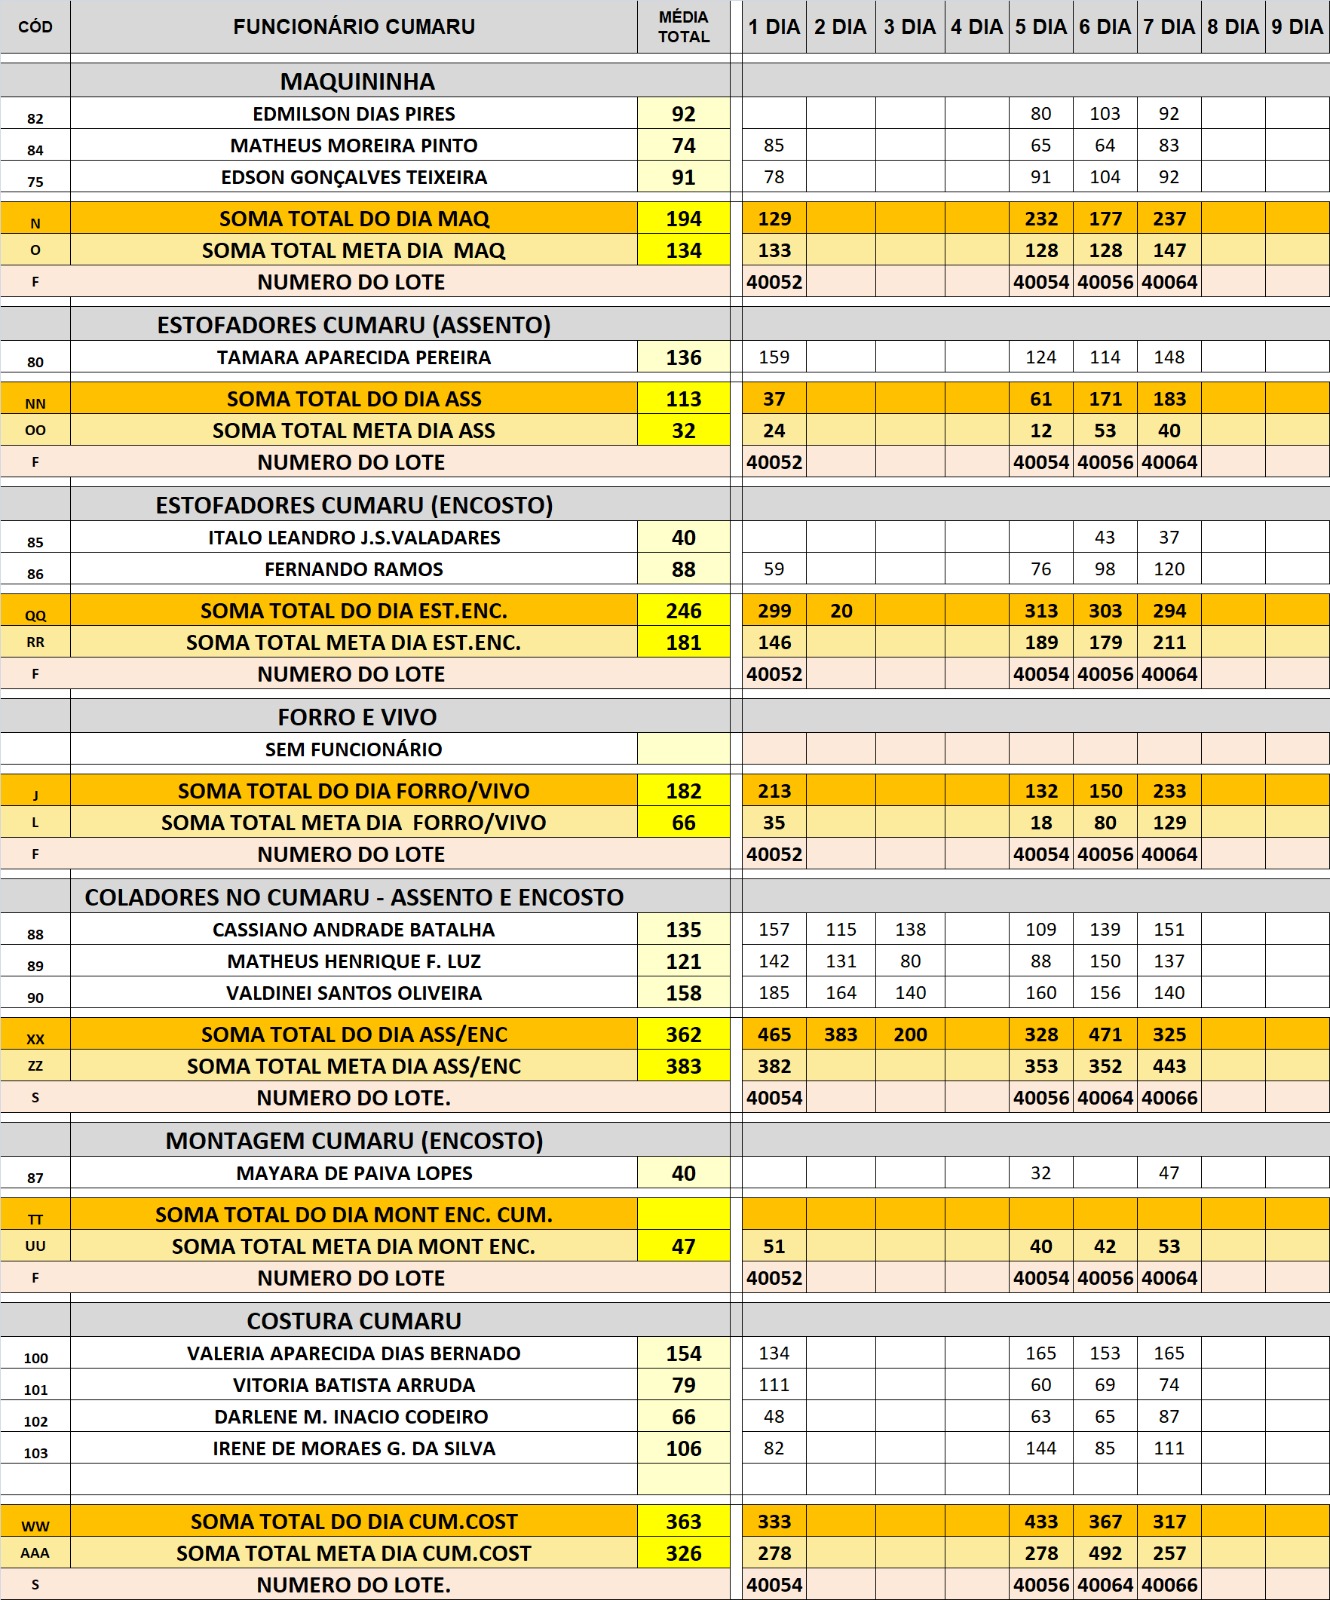 CÓD FUNCIONÁRIO CUMARU MÉDIA TOTAL 1 DIA 2 DIA 3 DIA 4 DIA 5 DIA 6 DIA 7 DIA 8 DIA 9 DIA
MAQUININHA
82 EDMILSON DIAS PIRES 92 80 103 92
84 MATHEUS MOREIRA PINTO 74 85 65 64 83
75 EDSON GONÇALVES TEIXEIRA 91 78 91 104 92
N SOMA TOTAL DO DIA MAQ 194 129 232 177 237
O SOMA TOTAL META DIA MAQ 134 133 128 128 147
F NUMERO DO LOTE 40052 40054 40056 40064
ESTOFADORES CUMARU (ASSENTO)
80 TAMARA APARECIDA PEREIRA 136 159 124 114 148
NN SOMA TOTAL DO DIA ASS 113 37 61 171 183
OO SOMA TOTAL META DIA ASS 32 24 12 53 40
F NUMERO DO LOTE 40052 40054 40056 40064
ESTOFADORES CUMARU (ENCOSTO)
85 ITALO LEANDRO J.S.VALADARES 40 43 37
86 FERNANDO RAMOS 88 59 76 98 120
QQ SOMA TOTAL DO DIA EST.ENC. 246 299 20 313 303 294
RR SOMA TOTAL META DIA EST.ENC. 181 146 189 179 211
F NUMERO DO LOTE 40052 40054 40056 40064
FORRO E VIVO
SEM FUNCIONÁRIO
J SOMA TOTAL DO DIA FORRO/VIVO 182 213 132 150 233
L SOMA TOTAL META DIA FORRO/VIVO 66 35 18 80 129
F NUMERO DO LOTE 40052 40054 40056 40064
COLADORES NO CUMARU - ASSENTO E ENCOSTO
88 CASSIANO ANDRADE BATALHA 135 157 115 138 109 139 151
89 MATHEUS HENRIQUE F. LUZ 121 142 131 80 88 150 137
90 VALDINEI SANTOS OLIVEIRA 158 185 164 140 160 156 140
XX SOMA TOTAL DO DIA ASS/ENC 362 465 383 200 328 471 325
ZZ SOMA TOTAL META DIA ASS/ENC 383 382 353 352 443
S NUMERO DO LOTE. 40054 40056 40064 40066
MONTAGEM CUMARU (ENCOSTO)
87 MAYARA DE PAIVA LOPES 40 32 47
TT SOMA TOTAL DO DIA MONT ENC. CUM.
UU SOMA TOTAL META DIA MONT ENC. 47 51 40 42 53
F NUMERO DO LOTE 40052 40054 40056 40064
COSTURA CUMARU
100 VALERIA APARECIDA DIAS BERNADO 154 134 165 153 165
101 VITORIA BATISTA ARRUDA 79 111 60 69 74
102 DARLENE M. INACIO CODEIRO 66 48 63 65 87
103 IRENE DE MORAES G. DA SILVA 106 82 144 85 111
WW SOMA TOTAL DO DIA CUM.COST 363 333 433 367 317
AAA SOMA TOTAL META DIA CUM.COST 326 278 278 492 257
S NUMERO DO LOTE. 40054 40056 40064 40066